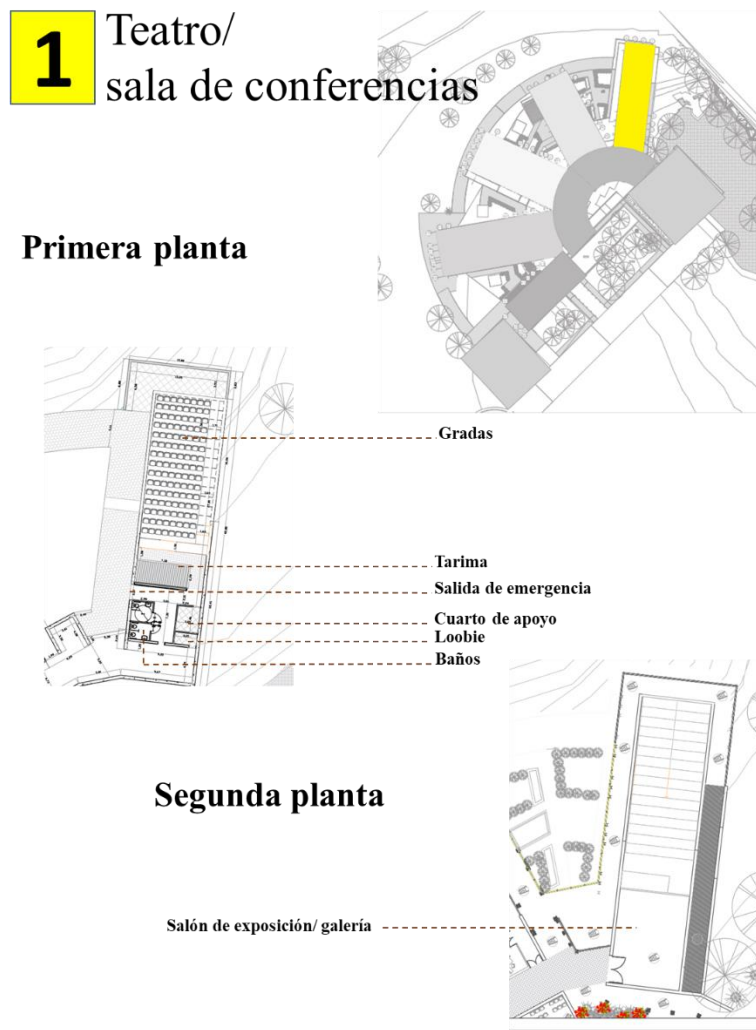 1
Teatro/
sala de conferencias
Primera planta
Gradas
Tarima
Salida de emergencia
Cuarto de apoyo
Loobie
Baños
Segunda planta
Salón de exposición/ galería